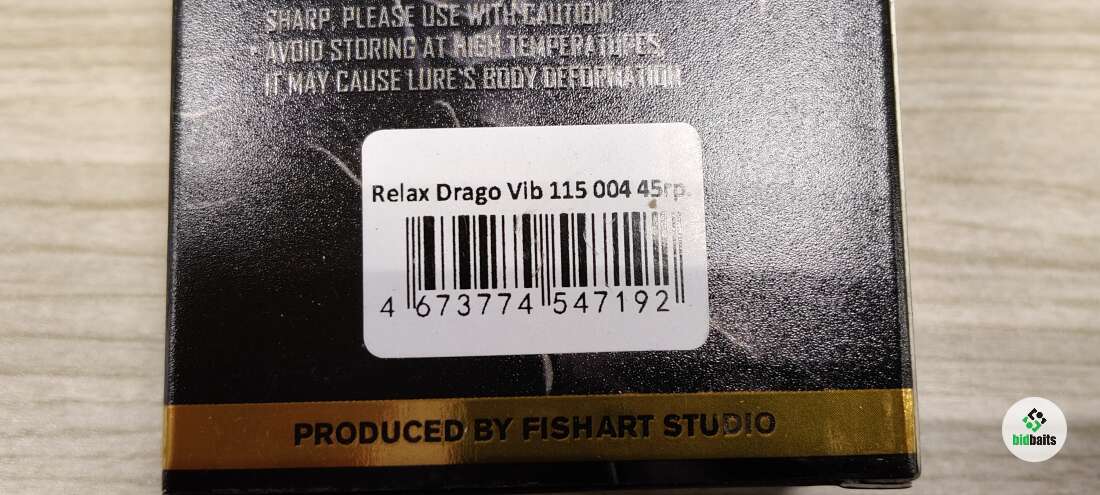 SHARP. PLEASE USE WITH CAUTION!
• AVOID STORING AT HIGH TEMPERATURES,
IT MAY CAUSE LURE'S BODY DEFORMATION
Relax Drago Vib 115 004 45гр.
4 673774 547192
PRODUCED BY FISHART STUDIO
bidbaits